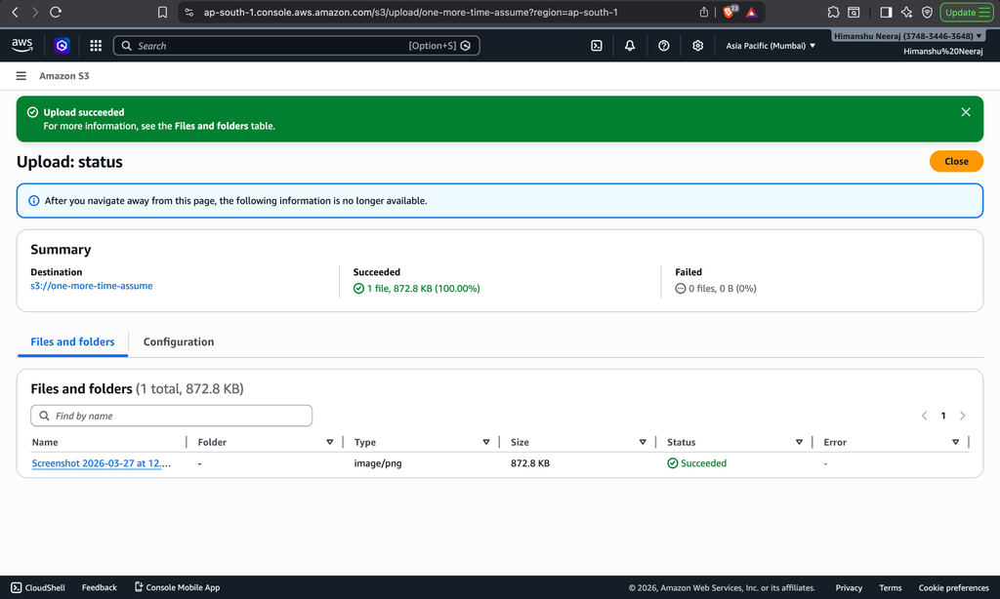 ap-south-1.console.aws.amazon.com/s3/upload/one-more-time-assume?region=ap-south-1
23
Update
aws
Search
[Option+S]
Asia Pacific (Mumbai)
Himanshu Neeraj (3748-3446-3648)
Himanshu%20Neeraj
Amazon S3
Upload succeeded
For more information, see the Files and folders table.
Upload: status
Close
After you navigate away from this page, the following information is no longer available.
Summary
Destination
s3://one-more-time-assume
Succeeded
1 file, 872.8 KB (100.00%)
Failed
0 files, 0 B (0%)
Files and folders
Configuration
Files and folders (1 total, 872.8 KB)
Find by name
1
Name Folder Type Size Status Error
Screenshot 2026-03-27 at 12.... - image/png 872.8 KB Succeeded -
CloudShell Feedback Console Mobile App © 2026, Amazon Web Services, Inc. or its affiliates. Privacy Terms Cookie preferences